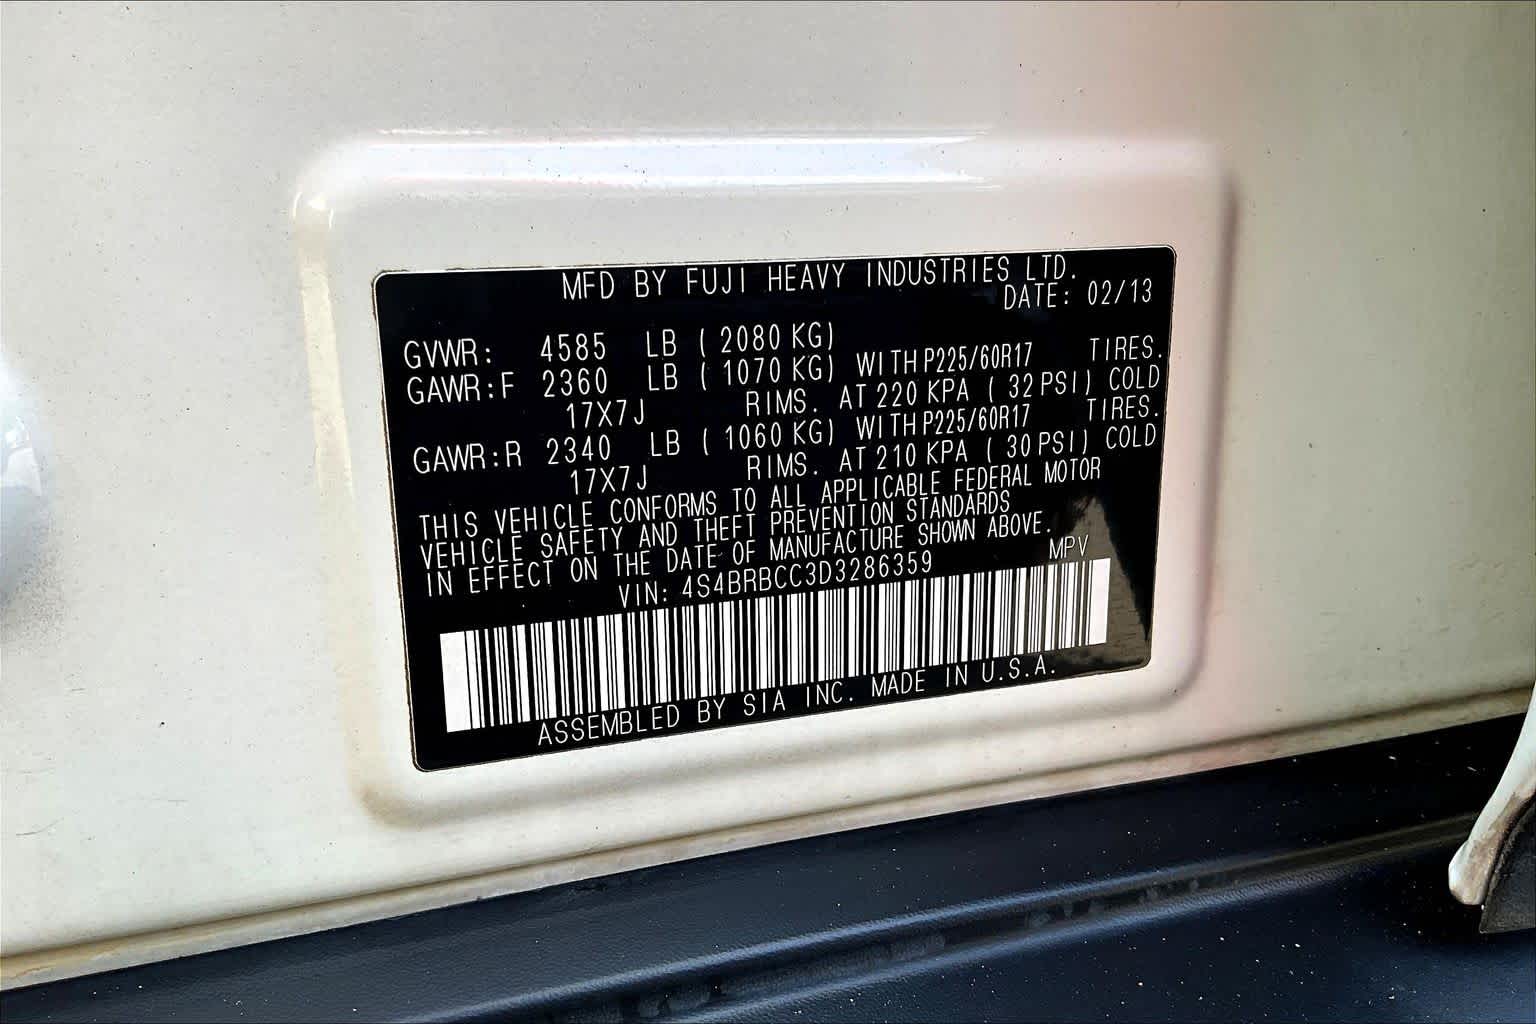 MFD BY FUJI HEAVY INDUSTRIES LTD.
DATE: 02/13
GVWR: 4585 LB ( 2080 KG)
GAWR:F 2360 LB ( 1070 KG) WITH P225/60R17 TIRES.
17X7J RIMS. AT 220 KPA ( 32 PSI) COLD
GAWR:R 2340 LB ( 1060 KG) WITH P225/60R17 TIRES.
17X7J RIMS. AT 210 KPA ( 30 PSI) COLD
THIS VEHICLE CONFORMS TO ALL APPLICABLE FEDERAL MOTOR
VEHICLE SAFETY AND THEFT PREVENTION STANDARDS
IN EFFECT ON THE DATE OF MANUFACTURE SHOWN ABOVE.
VIN: 4S4BRBCC3D3286359 MPV
ASSEMBLED BY SIA INC. MADE IN U.S.A.